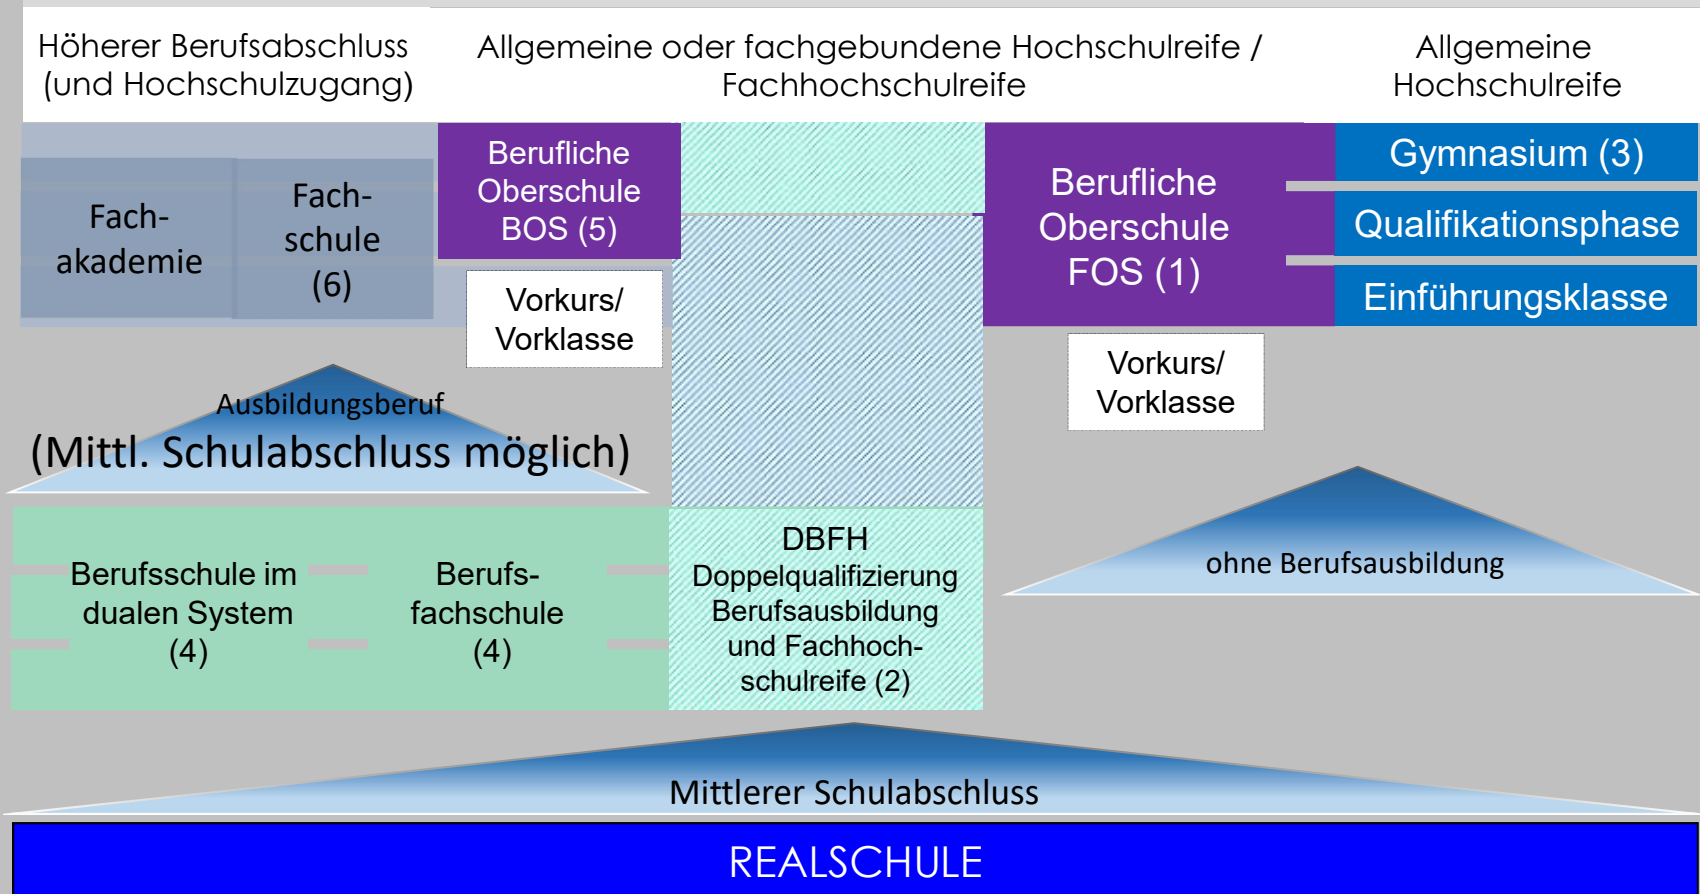 Höherer Berufsabschluss
(und Hochschulzugang)
Allgemeine oder fachgebundene Hochschulreife /
Fachhochschulreife
Allgemeine
Hochschulreife
Fach-
akademie
Fach-
schule
(6)
Berufliche
Oberschule
BOS (5)
Vorkurs/
Vorklasse
Berufliche
Oberschule
FOS (1)
Vorkurs/
Vorklasse
Gymnasium (3)
Qualifikationsphase
Einführungsklasse
Ausbildungsberuf
(Mittl. Schulabschluss möglich)
ohne Berufsausbildung
Berufsschule im
dualen System
(4)
Berufs-
fachschule
(4)
DBFH
Doppelqualifizierung
Berufsausbildung
und Fachhoch-
schulreife (2)
Mittlerer Schulabschluss
REALSCHULE